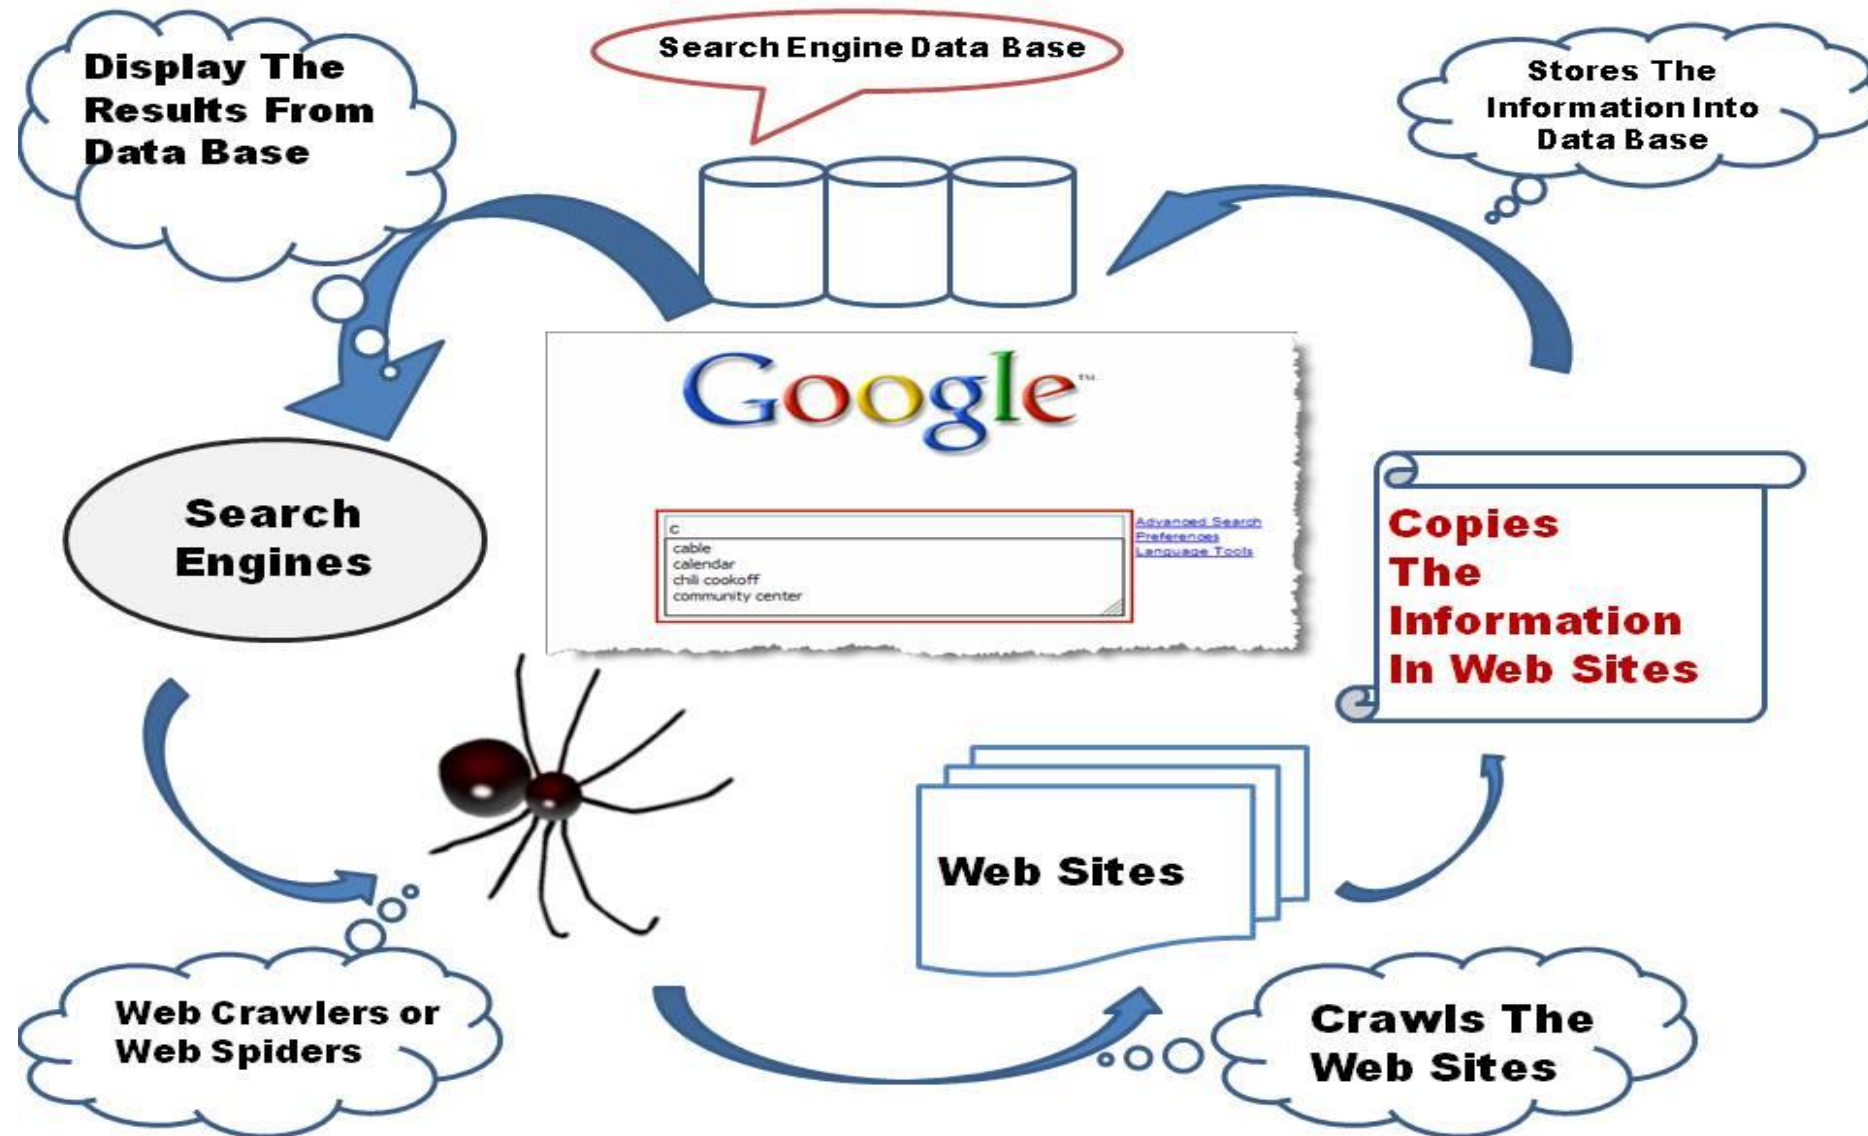 Display The
Results From
Data Base
Search Engine Data Base
Stores The
Information Into
Data Base
Google™
c
cable
calendar
chili cookoff
community center
Advanced Search
Preferences
Language Tools
Search
Engines
Copies
The
Information
In Web Sites
Web Sites
Web Crawlers or
Web Spiders
Crawls The
Web Sites